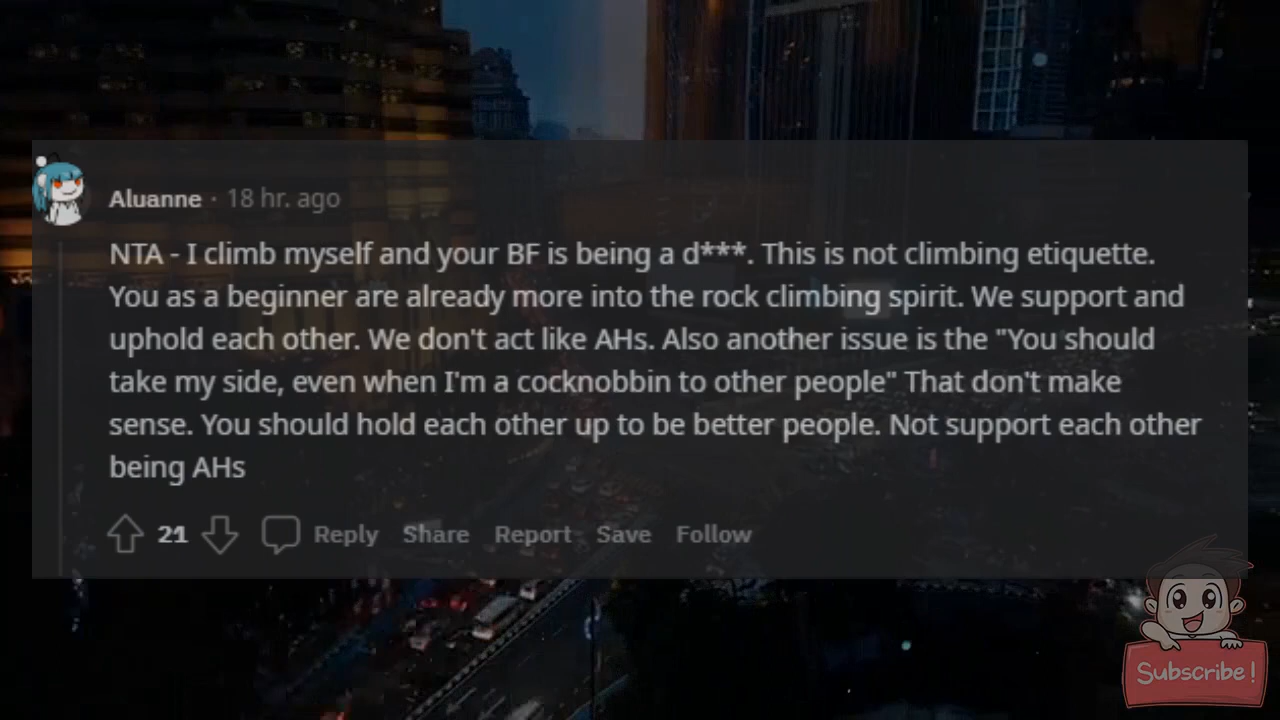 Aluanne · 18 hr. ago
NTA - I climb myself and your BF is being a d***. This is not climbing etiquette.
You as a beginner are already more into the rock climbing spirit. We support and
uphold each other. We don't act like AHs. Also another issue is the "You should
take my side, even when I'm a cocknobbin to other people" That don't make
sense. You should hold each other up to be better people. Not support each other
being AHs
21 Reply Share Report Save Follow
Subscribe!